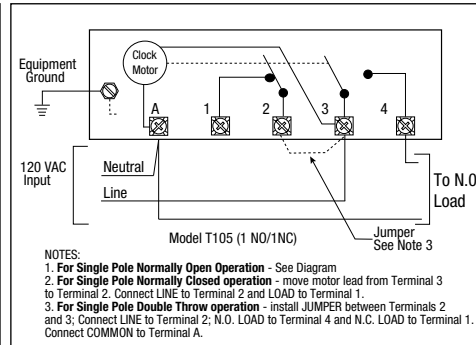 Equipment
Ground
Clock
Motor
A
1
2
3
4
120 VAC
Input
Neutral
Line
To N.O
Load
Jumper
See Note 3
Model T105 (1 NO/1NC)
NOTES:
1. For Single Pole Normally Open Operation - See Diagram
2. For Single Pole Normally Closed operation - move motor lead from Terminal 3
to Terminal 2. Connect LINE to Terminal 2 and LOAD to Terminal 1.
3. For Single Pole Double Throw operation - install JUMPER between Terminals 2
and 3; Connect LINE to Terminal 2; N.O. LOAD to Terminal 4 and N.C. LOAD to Terminal 1.
Connect COMMON to Terminal A.